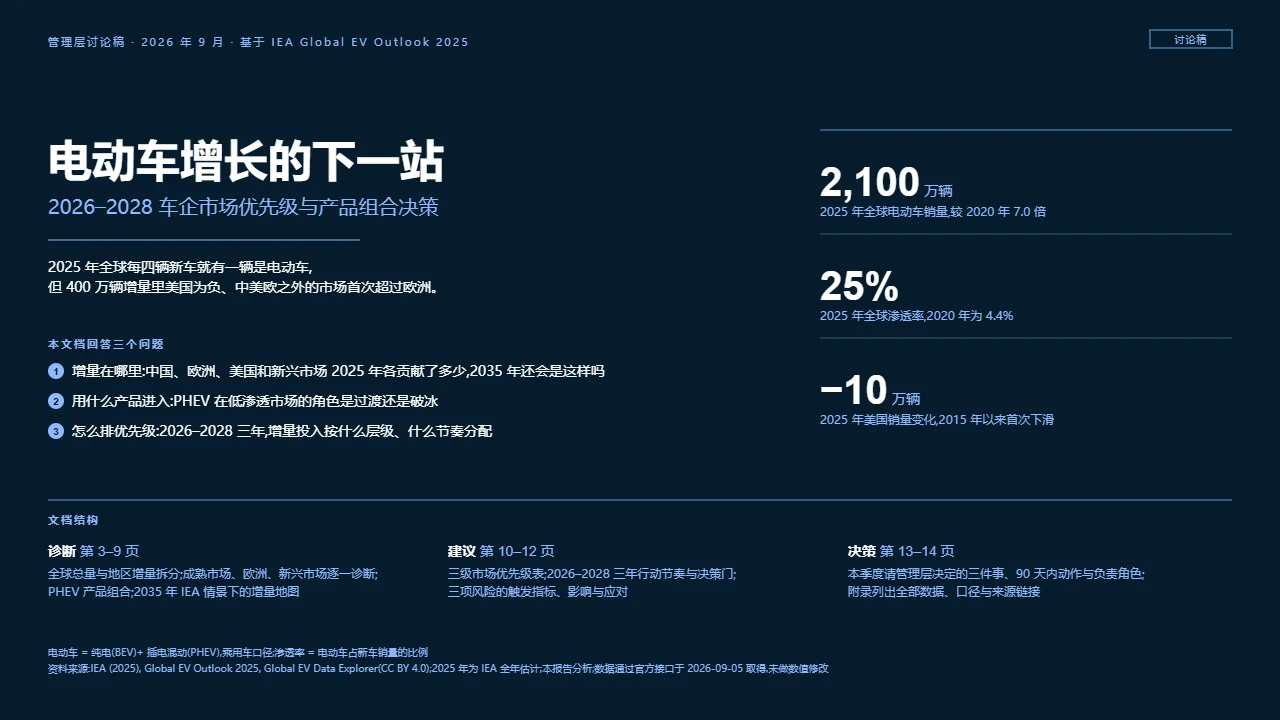 管理层讨论稿 · 2026 年 9 月 · 基于 IEA Global EV Outlook 2025
讨论稿
电动车增长的下一站
2026–2028 车企市场优先级与产品组合决策
2025 年全球每四辆新车就有一辆是电动车,
但 400 万辆增量里美国为负、中美欧之外的市场首次超过欧洲。
本文档回答三个问题
1 增量在哪里:中国、欧洲、美国和新兴市场 2025 年各贡献了多少,2035 年还会是这样吗
2 用什么产品进入:PHEV 在低渗透市场的角色是过渡还是破冰
3 怎么排优先级:2026–2028 三年,增量投入按什么层级、什么节奏分配
2,100 万辆
2025 年全球电动车销量,较 2020 年 7.0 倍
25%
2025 年全球渗透率,2020 年为 4.4%
−10 万辆
2025 年美国销量变化,2015 年以来首次下滑
文档结构
诊断 第 3–9 页
全球总量与地区增量拆分;成熟市场、欧洲、新兴市场逐一诊断;
PHEV 产品组合;2035 年 IEA 情景下的增量地图
建议 第 10–12 页
三级市场优先级表;2026–2028 三年行动节奏与决策门;
三项风险的触发指标、影响与应对
决策 第 13–14 页
本季度请管理层决定的三件事、90 天内动作与负责角色;
附录列出全部数据、口径与来源链接
电动车 = 纯电(BEV)+ 插电混动(PHEV),乘用车口径;渗透率 = 电动车占新车销量的比例
资料来源:IEA (2025), Global EV Outlook 2025, Global EV Data Explorer(CC BY 4.0);2025 年为 IEA 全年估计;本报告分析;数据通过官方接口于 2026-09-05 取得,未做数值修改